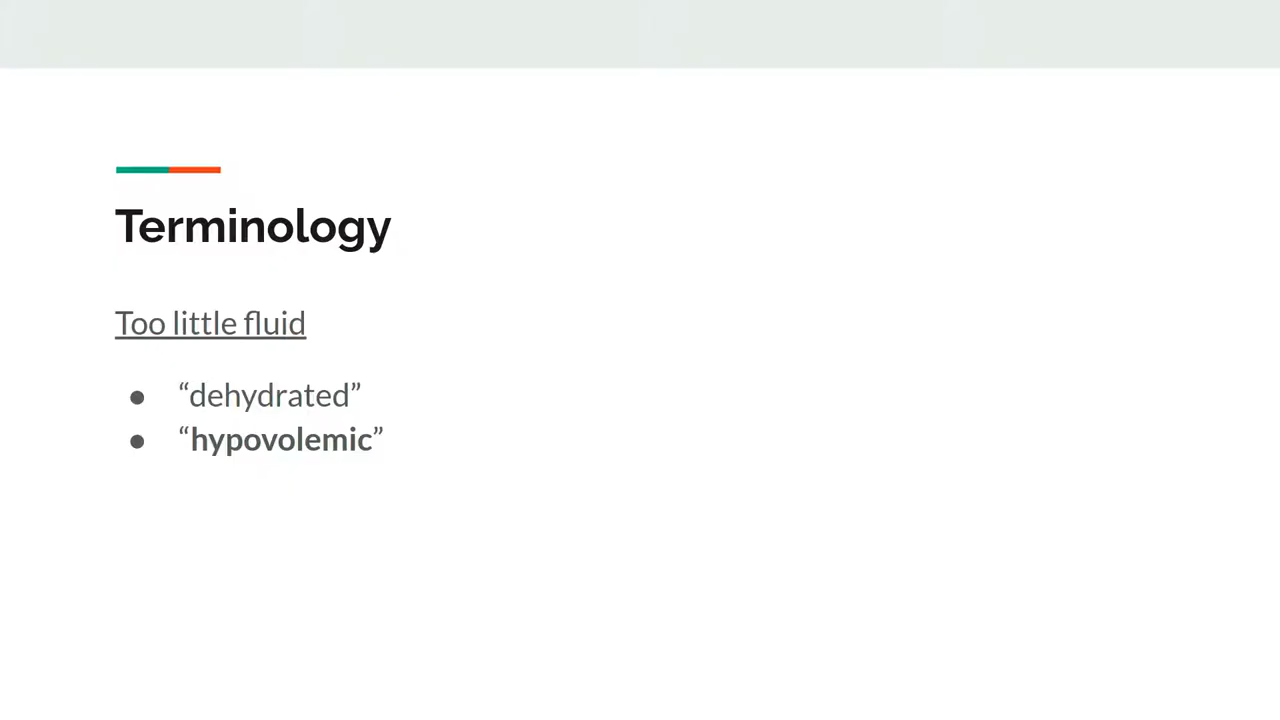 Terminology
Too little fluid
● “dehydrated”
● “hypovolemic”